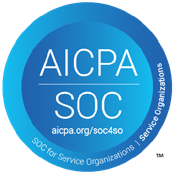 AICPA
SOC
aicpa.org/soc4so
SOC for Service Organizations | Service Organizations
TM